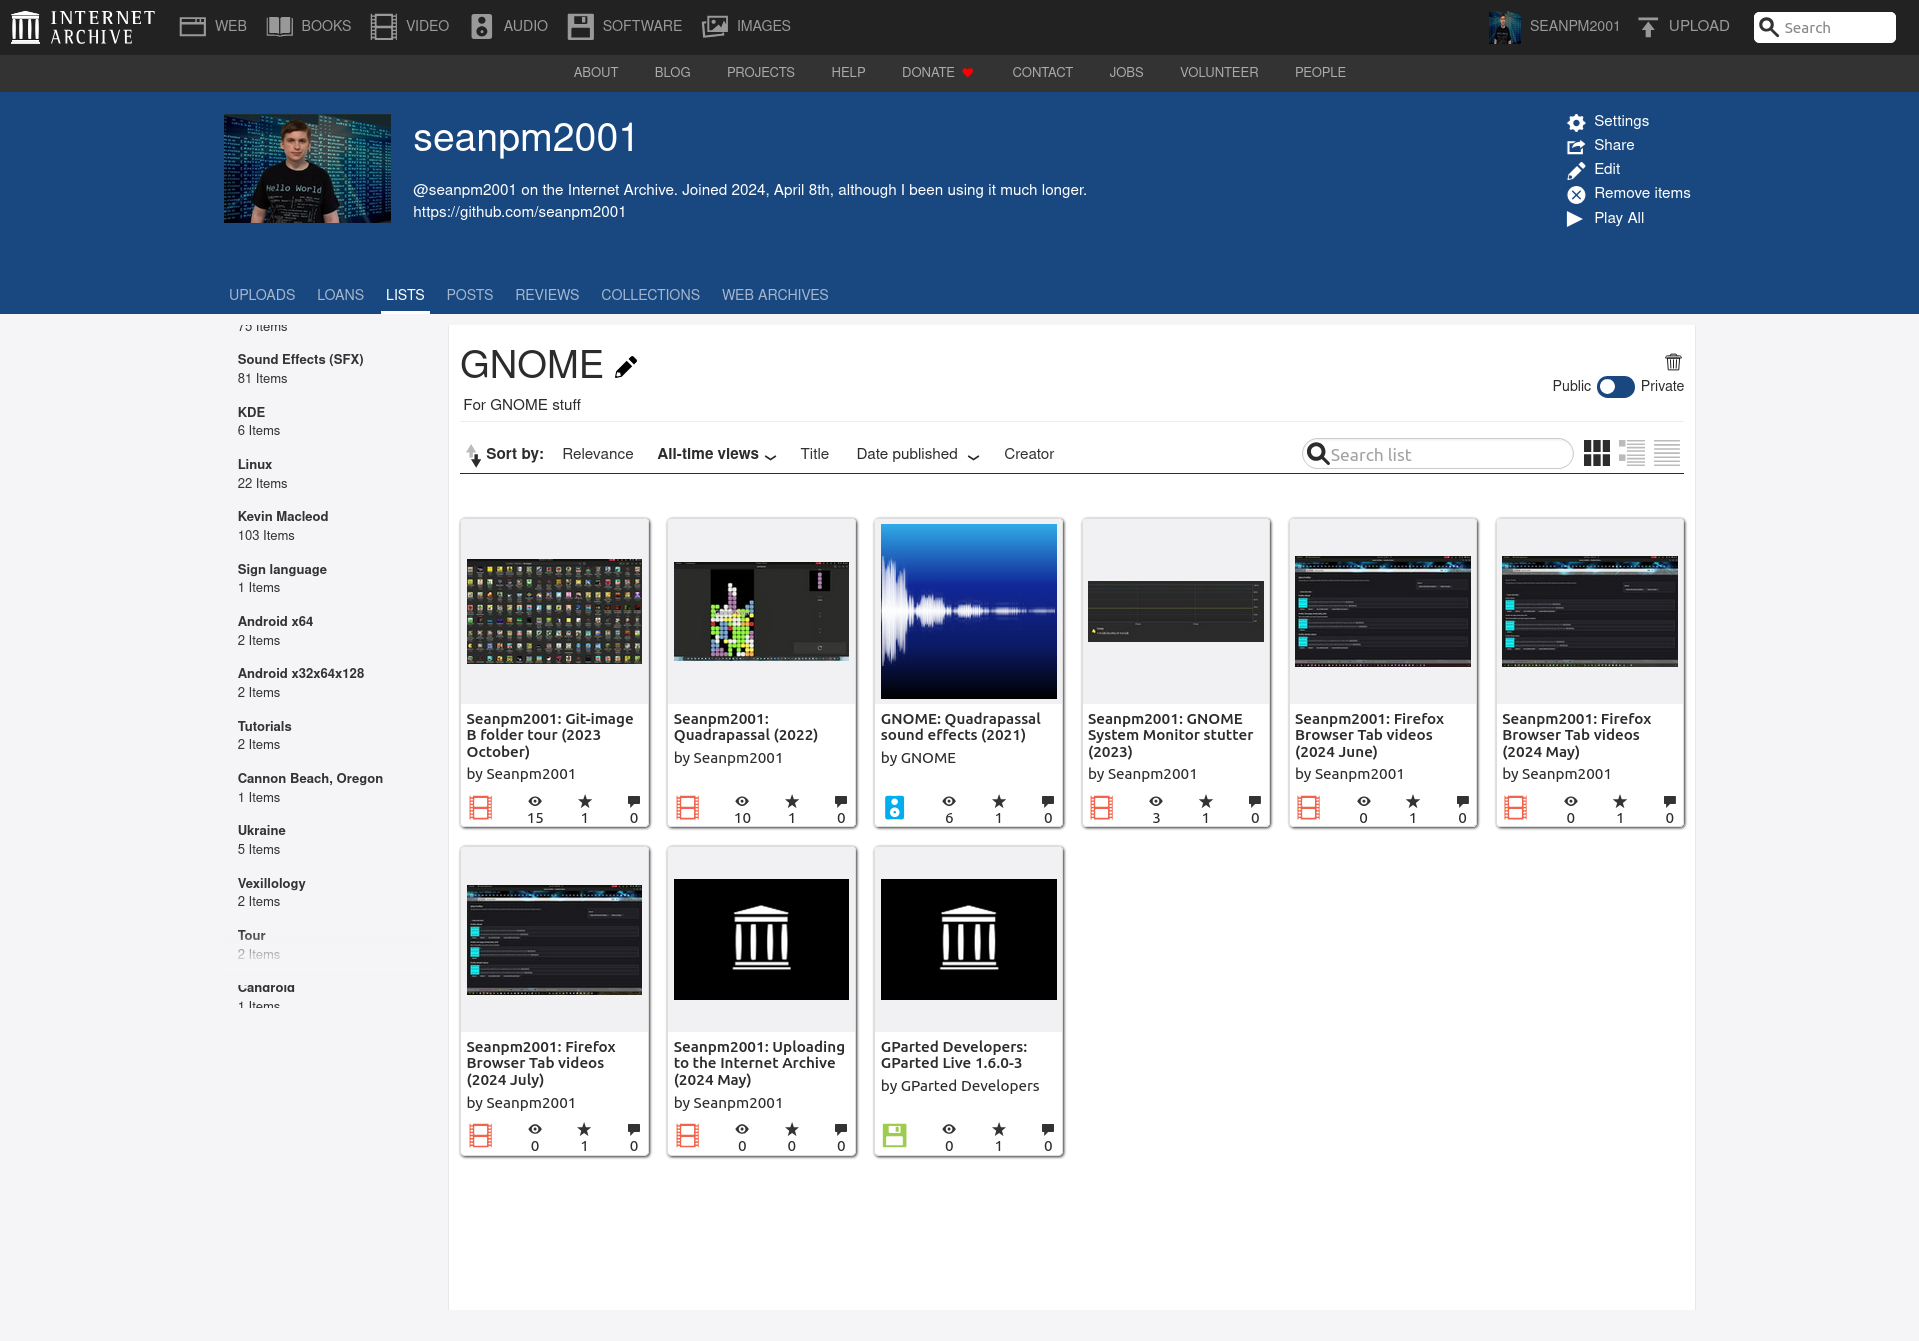 INTERNET ARCHIVE
WEB BOOKS VIDEO AUDIO SOFTWARE IMAGES SEANPM2001 UPLOAD Search
ABOUT BLOG PROJECTS HELP DONATE CONTACT JOBS VOLUNTEER PEOPLE
Hello World
seanpm2001
@seanpm2001 on the Internet Archive. Joined 2024, April 8th, although I been using it much longer.
https://github.com/seanpm2001
Settings
Share
Edit
Remove items
Play All
UPLOADS LOANS LISTS POSTS REVIEWS COLLECTIONS WEB ARCHIVES
75 Items
Sound Effects (SFX)
81 Items
KDE
6 Items
Linux
22 Items
Kevin Macleod
103 Items
Sign language
1 Items
Android x64
2 Items
Android x32x64x128
2 Items
Tutorials
2 Items
Cannon Beach, Oregon
1 Items
Ukraine
5 Items
Vexillology
2 Items
Tour
2 Items
Candroid
1 Items
GNOME
For GNOME stuff
Public Private
Sort by: Relevance All-time views Title Date published Creator Search list
Seanpm2001: Git-image
B folder tour (2023
October)
by Seanpm2001
15 1 0
Seanpm2001:
Quadrapassal (2022)
by Seanpm2001
10 1 0
GNOME: Quadrapassal
sound effects (2021)
by GNOME
6 1 0
Seanpm2001: GNOME
System Monitor stutter
(2023)
by Seanpm2001
3 1 0
Seanpm2001: Firefox
Browser Tab videos
(2024 June)
by Seanpm2001
0 1 0
Seanpm2001: Firefox
Browser Tab videos
(2024 May)
by Seanpm2001
0 1 0
Seanpm2001: Firefox
Browser Tab videos
(2024 July)
by Seanpm2001
0 1 0
Seanpm2001: Uploading
to the Internet Archive
(2024 May)
by Seanpm2001
0 0 0
GParted Developers:
GParted Live 1.6.0-3
by GParted Developers
0 1 0